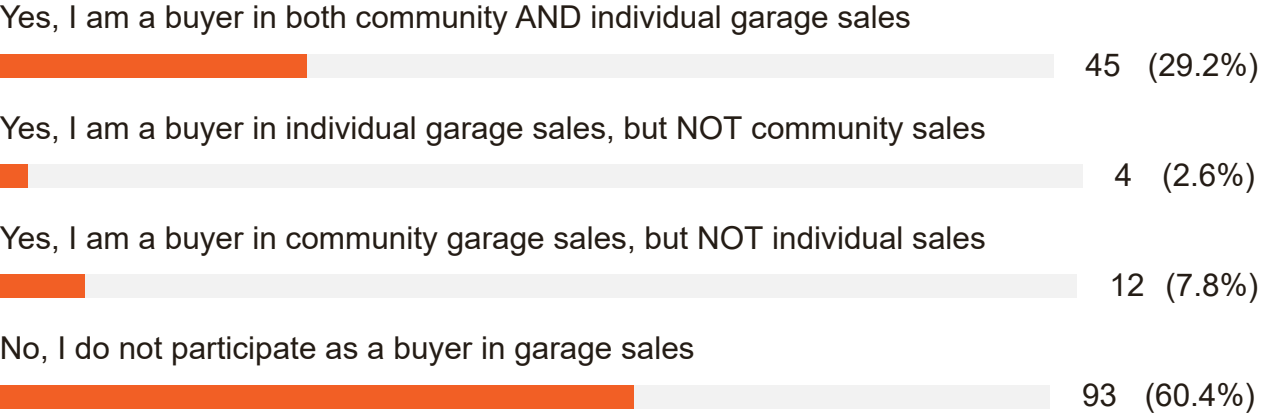 Yes, I am a buyer in both community AND individual garage sales
45 (29.2%)
Yes, I am a buyer in individual garage sales, but NOT community sales
4 (2.6%)
Yes, I am a buyer in community garage sales, but NOT individual sales
12 (7.8%)
No, I do not participate as a buyer in garage sales
93 (60.4%)